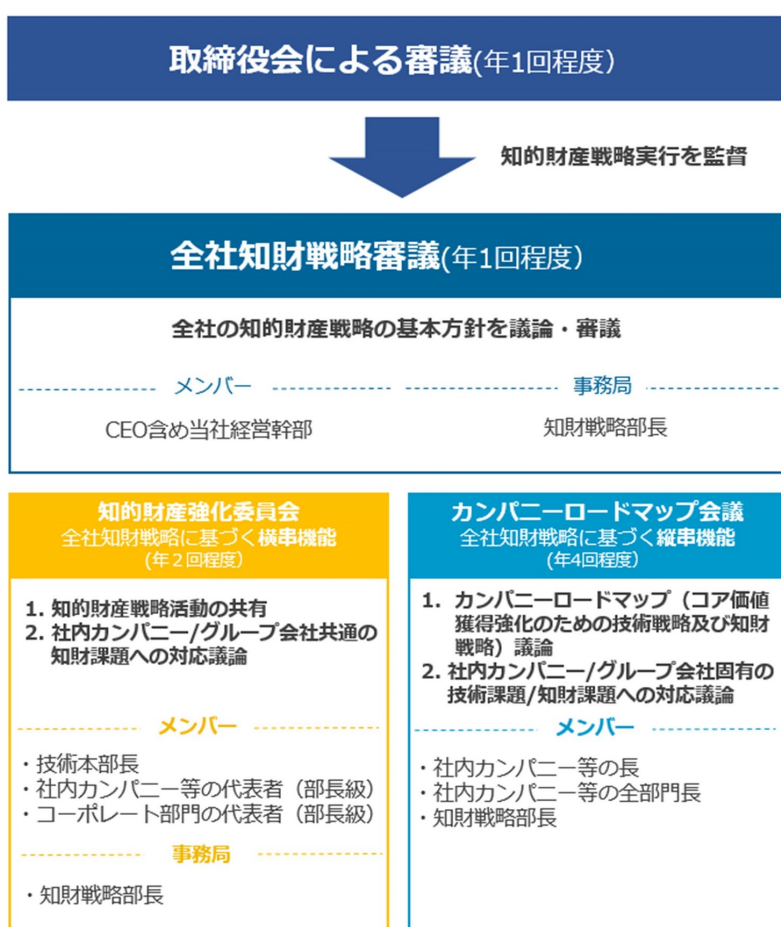 取締役会による審議(年1回程度)
知的財産戦略実行を監督
全社知財戦略審議(年1回程度)
全社の知的財産戦略の基本方針を議論・審議
メンバー
CEO含め当社経営幹部
事務局
知財戦略部長
知的財産強化委員会
全社知財戦略に基づく横串機能
(年２回程度)
1. 知的財産戦略活動の共有
2. 社内カンパニー/グループ会社共通の
知財課題への対応議論
メンバー
・技術本部長
・社内カンパニー等の代表者（部長級）
・コーポレート部門の代表者（部長級）
事務局
・知財戦略部長
カンパニーロードマップ会議
全社知財戦略に基づく縦串機能
(年4回程度)
1. カンパニーロードマップ（コア価値
獲得強化のための技術戦略及び知財
戦略）議論
2. 社内カンパニー/グループ会社固有の
技術課題/知財課題への対応議論
メンバー
・社内カンパニー等の長
・社内カンパニー等の全部門長
・知財戦略部長